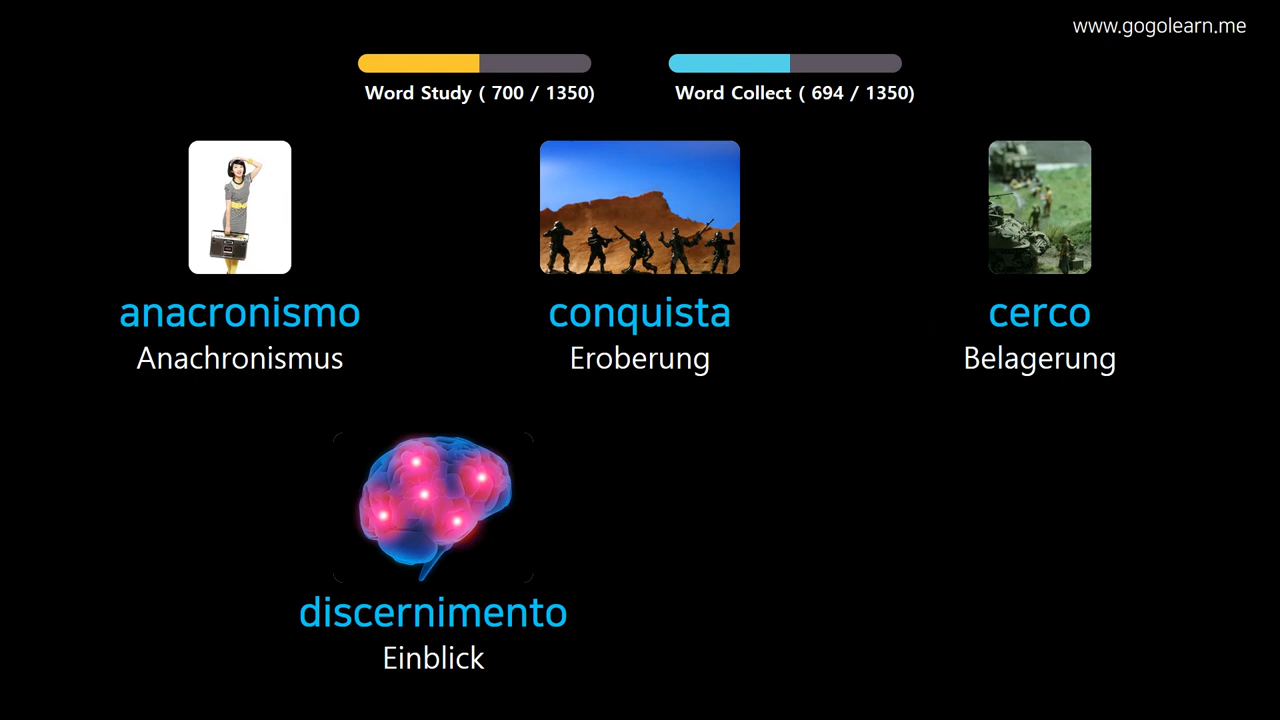 www.gogolearn.me
Word Study ( 700 / 1350)
Word Collect ( 694 / 1350)
anacronismo
Anachronismus
conquista
Eroberung
cerco
Belagerung
discernimento
Einblick